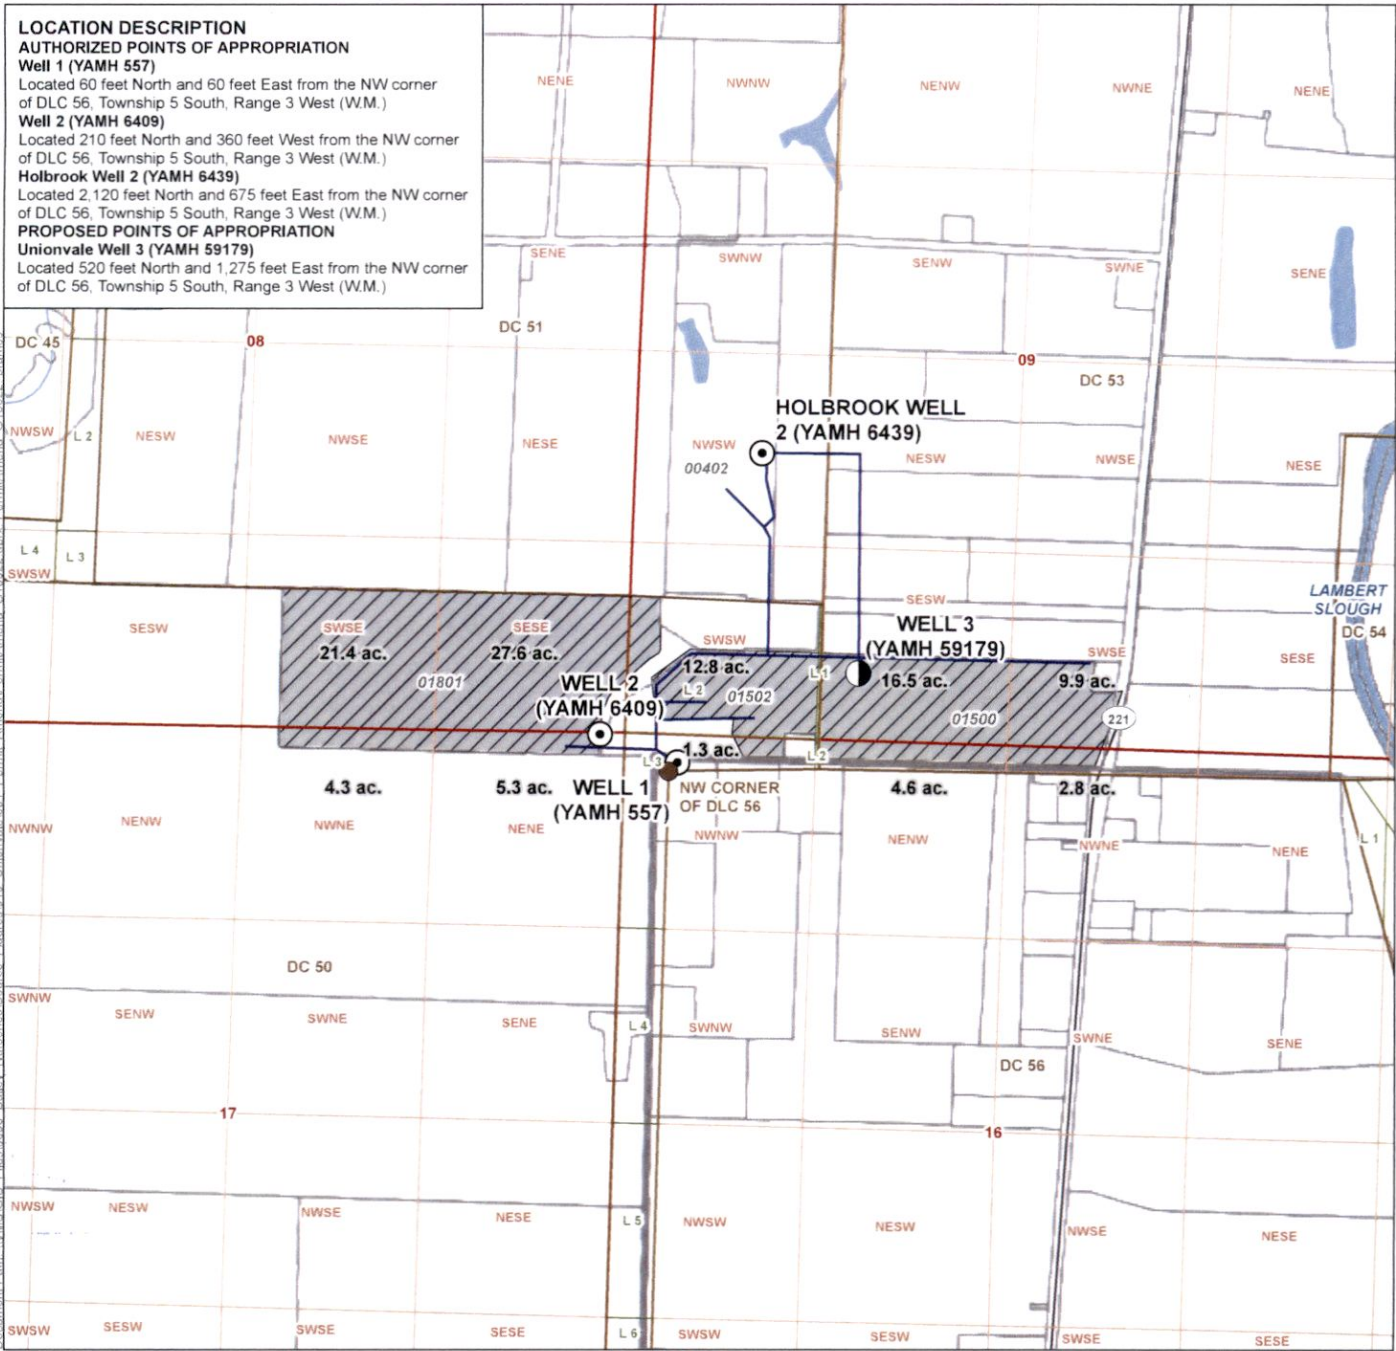 LOCATION DESCRIPTION
AUTHORIZED POINTS OF APPROPRIATION
Well 1 (YAMH 557)
Located 60 feet North and 60 feet East from the NW corner
of DLC 56, Township 5 South, Range 3 West (W.M.)
Well 2 (YAMH 6409)
Located 210 feet North and 360 feet West from the NW corner
of DLC 56, Township 5 South, Range 3 West (W.M.)
Holbrook Well 2 (YAMH 6439)
Located 2,120 feet North and 675 feet East from the NW corner
of DLC 56, Township 5 South, Range 3 West (W.M.)
PROPOSED POINTS OF APPROPRIATION
Unionvale Well 3 (YAMH 59179)
Located 520 feet North and 1,275 feet East from the NW corner
of DLC 56, Township 5 South, Range 3 West (W.M.)
NENE NWNW NENW NWNE NENE
SENE SWNW SENW SWNE SENE
DC 45 08 DC 51 09 DC 53
HOLBROOK WELL
2 (YAMH 6439)
NWSW L 2 NESW NWSE NESE NWSW NESW NWSE NESE
00402
L 4 L 3
SWSW
LAMBERT
SLOUGH
DC 54
SESW SWSE SESE SWSW SESW SWSE SESE
WELL 3
(YAMH 59179)
21.4 ac. 27.6 ac. 12.8 ac. L 1 16.5 ac. 9.9 ac.
01801 L 2 01502 01500 221
WELL 2
(YAMH 6409)
L 3 1.3 ac. L 2
4.3 ac. 5.3 ac. 4.6 ac. 2.8 ac.
WELL 1
(YAMH 557)
NW CORNER
OF DLC 56
NWNW NENW NWNE NENE NWNW NENW NWNE NENE L 1
DC 50
SWNW SENW SWNE SENE L 4 SWNW SENW SWNE SENE
DC 56
17 16
NWSW NESW NWSE NESE L 5 NWSW NESW NWSE NESE
SWSW SESW SWSE SESE L 6 SWSW SESW SWSE SESE